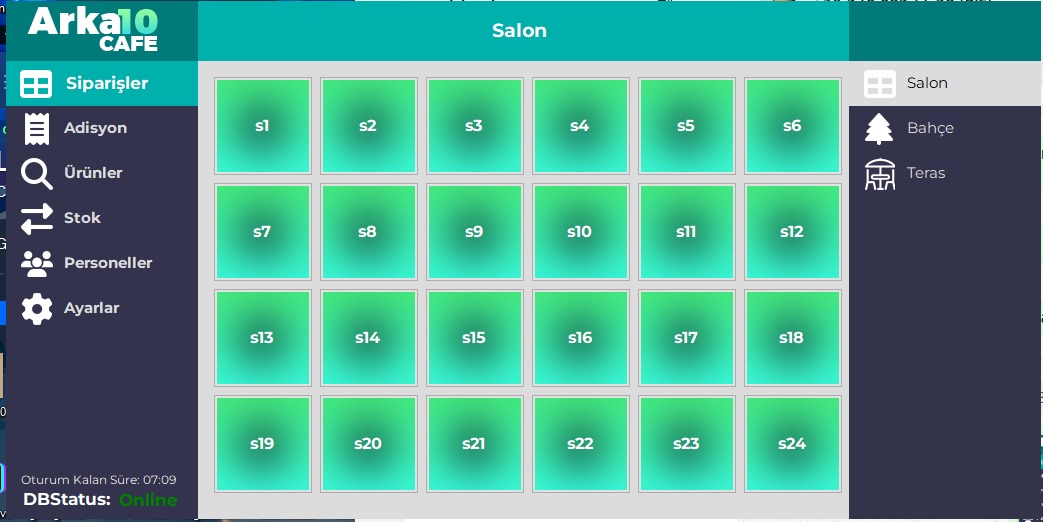 Arka10
CAFE
Salon
Siparişler
Adisyon
Ürünler
Stok
Personeller
Ayarlar
Oturum Kalan Süre: 07:09
DBStatus: Online
s1 s2 s3 s4 s5 s6
s7 s8 s9 s10 s11 s12
s13 s14 s15 s16 s17 s18
s19 s20 s21 s22 s23 s24
Salon
Bahçe
Teras